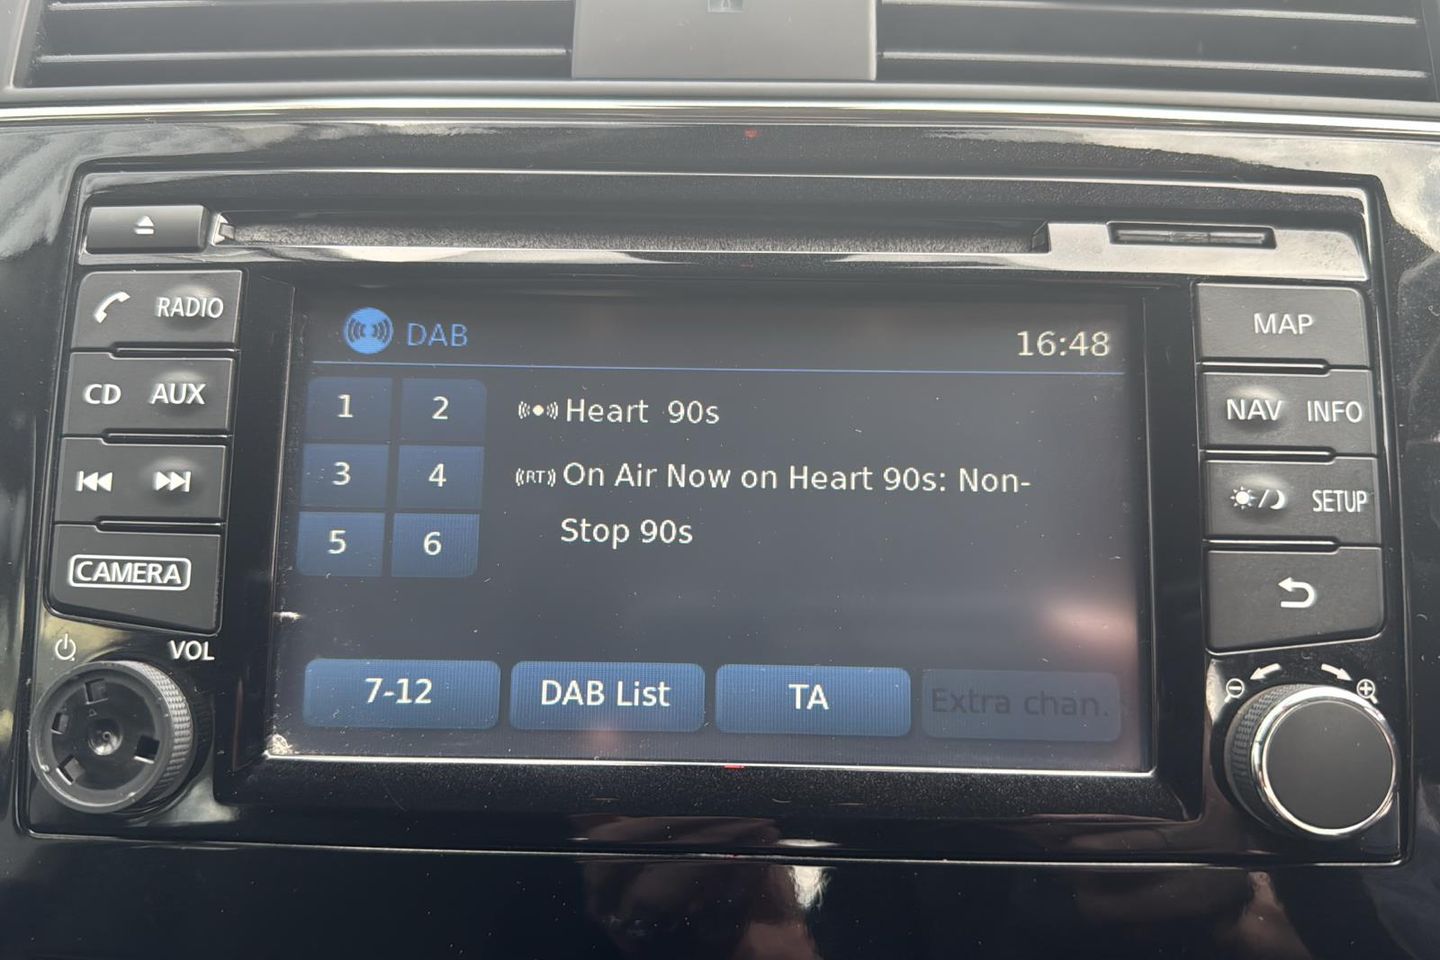 RADIO
CD AUX
CAMERA
VOL
DAB
16:48
1 2
3 4
5 6
Heart 90s
RT On Air Now on Heart 90s: Non-
Stop 90s
7-12
DAB List
TA
Extra chan.
MAP
NAV INFO
SETUP